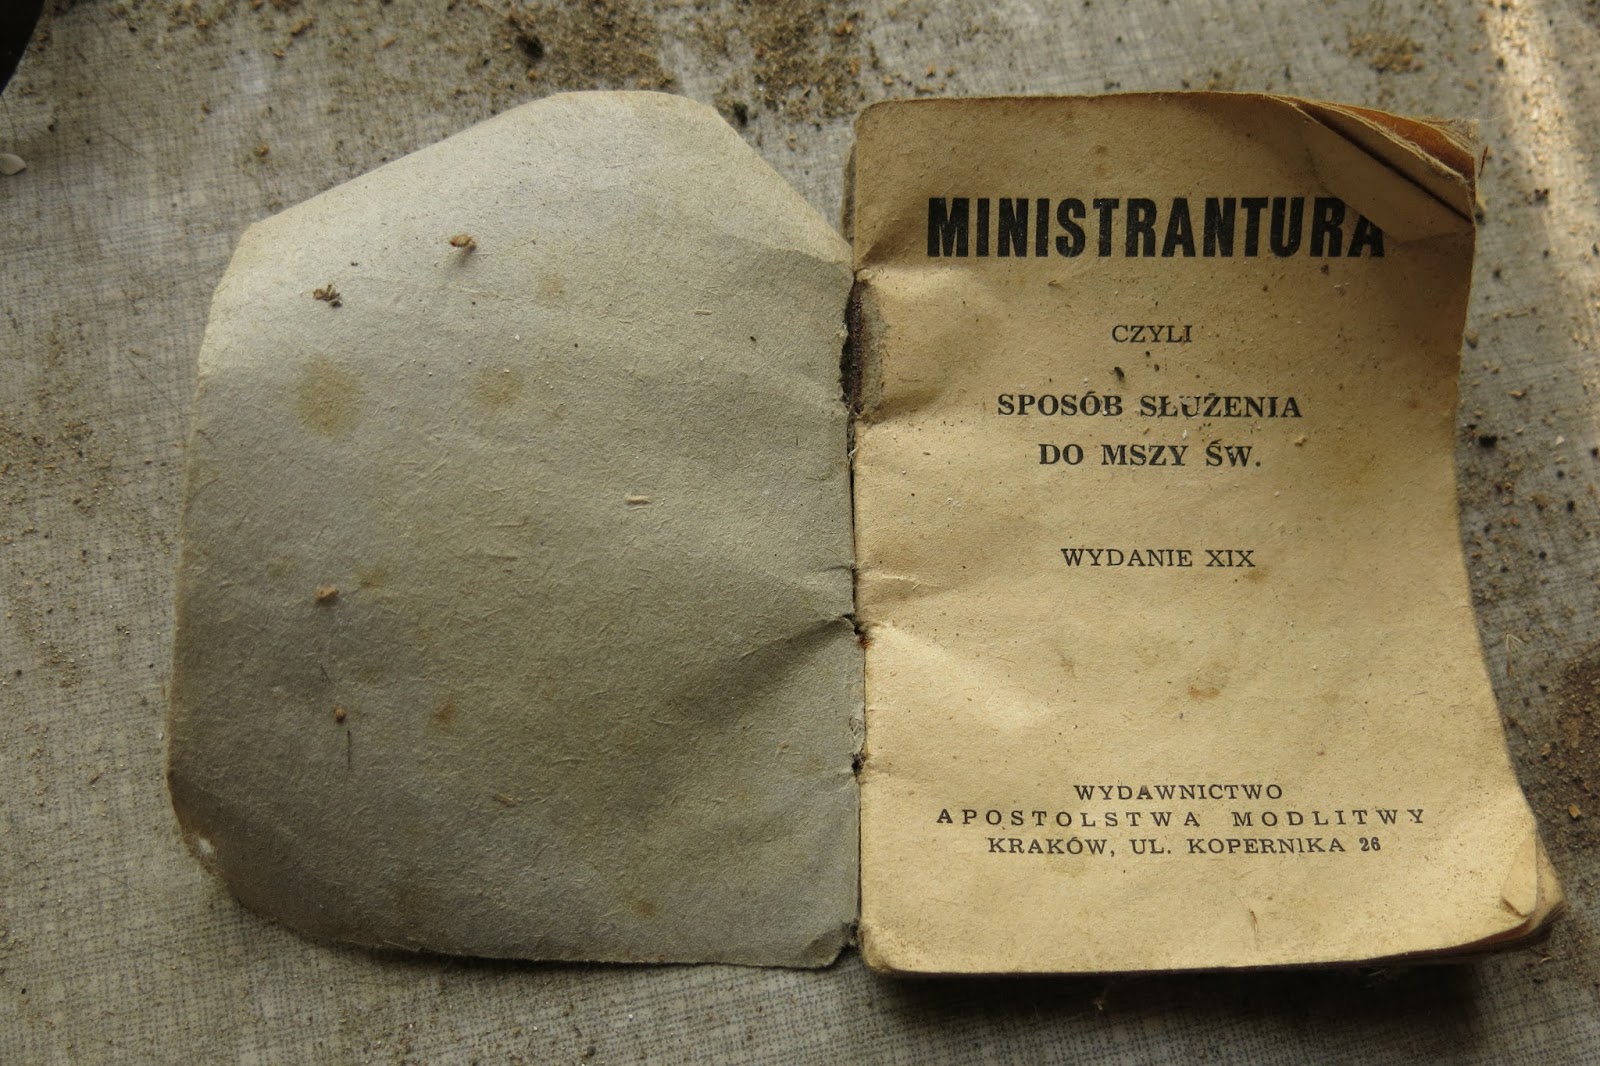 MINISTRANTURA
CZYLI
SPOSÓB SŁUŻENIA
DO MSZY ŚW.
WYDANIE XIX
WYDAWNICTWO
APOSTOLSTWA MODLITWY
KRAKÓW, UL. KOPERNIKA 26